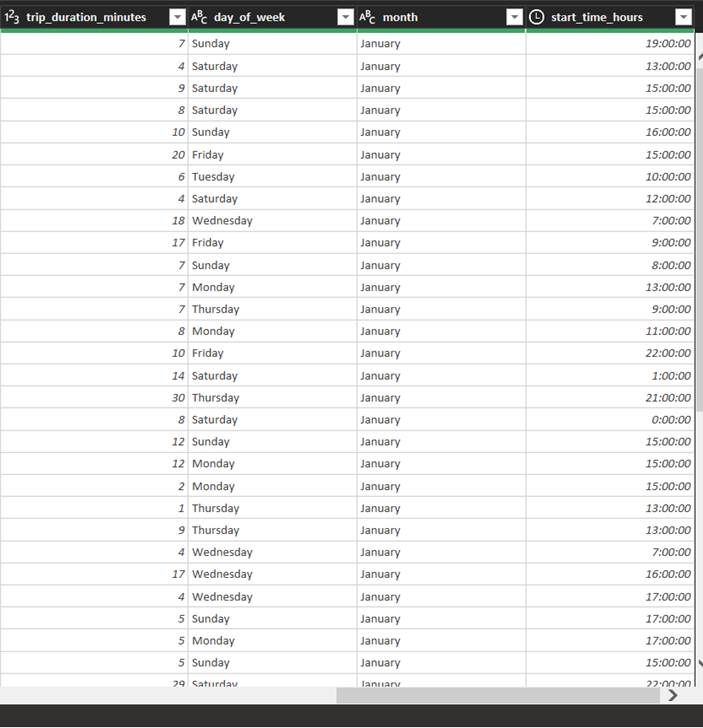 123 trip_duration_minutes ABC day_of_week ABC month start_time_hours
7 Sunday January 19:00:00
4 Saturday January 13:00:00
9 Saturday January 15:00:00
8 Saturday January 15:00:00
10 Sunday January 16:00:00
20 Friday January 15:00:00
6 Tuesday January 10:00:00
4 Saturday January 12:00:00
18 Wednesday January 7:00:00
17 Friday January 9:00:00
7 Sunday January 8:00:00
7 Monday January 13:00:00
7 Thursday January 9:00:00
8 Monday January 11:00:00
10 Friday January 22:00:00
14 Saturday January 1:00:00
30 Thursday January 21:00:00
8 Saturday January 0:00:00
12 Sunday January 15:00:00
12 Monday January 15:00:00
2 Monday January 15:00:00
1 Thursday January 13:00:00
9 Thursday January 13:00:00
4 Wednesday January 7:00:00
17 Wednesday January 16:00:00
4 Wednesday January 17:00:00
5 Sunday January 17:00:00
5 Monday January 17:00:00
5 Sunday January 15:00:00
29 Saturday January 22:00:00